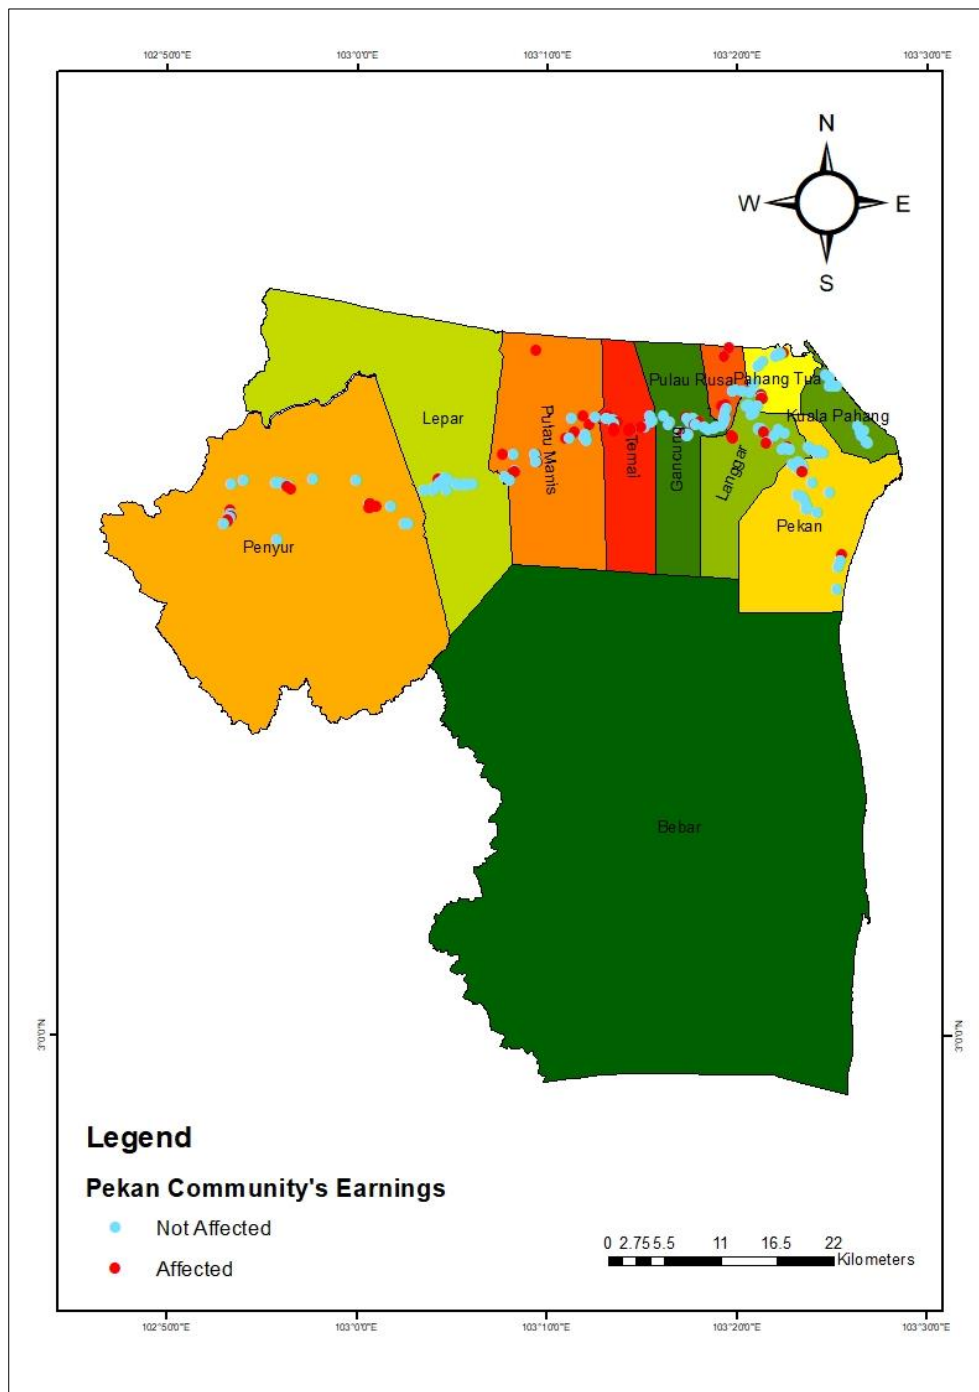 102°50'0"E 103°0'0"E 103°10'0"E 103°20'0"E 103°30'0"E
N
W E
S
Pulau Rusa
Pahang Tua
Kuala Pahang
Lepar
Pulau Manis
Temai
Gancung
Langgar
Pekan
Penyur
Bebar
3°0'0"N 3°0'0"N
Legend
Pekan Community's Earnings
Not Affected
Affected
0 2.75 5.5 11 16.5 22
Kilometers
102°50'0"E 103°0'0"E 103°10'0"E 103°20'0"E 103°30'0"E